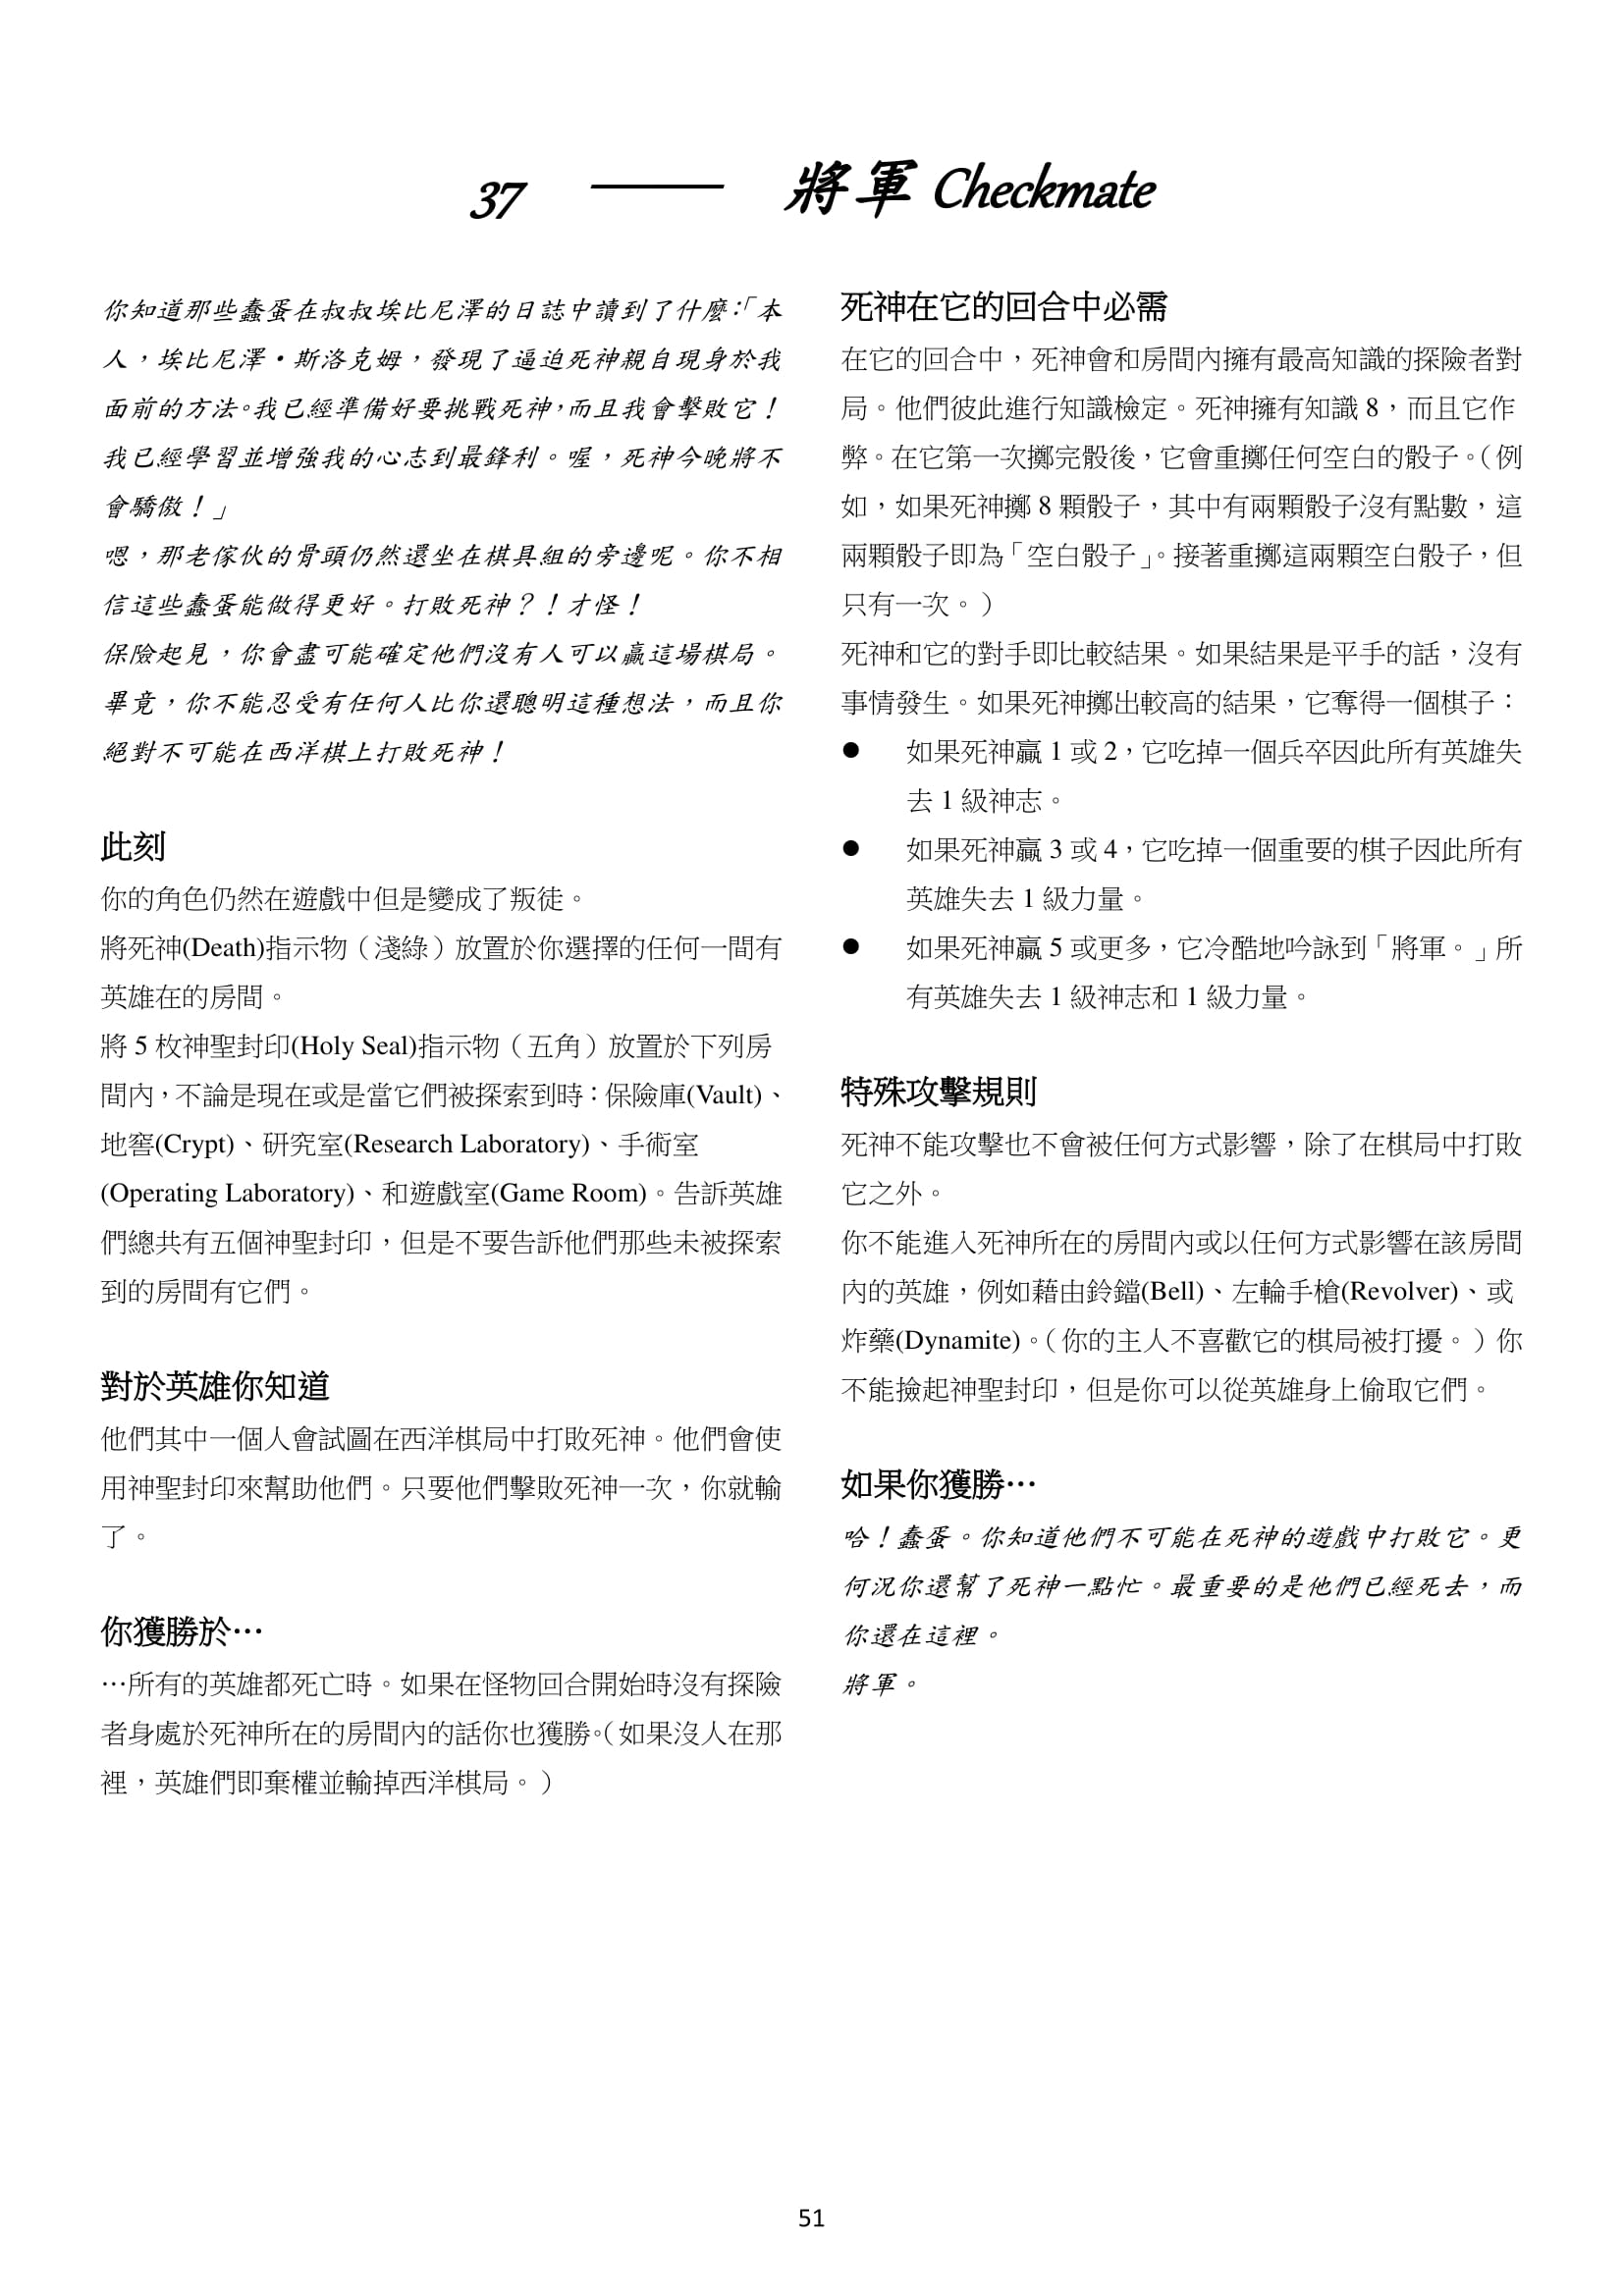 37 —— 將軍 Checkmate
你知道那些蠢蛋在叔叔埃比尼澤的日誌中讀到了什麼：「本
人，埃比尼澤·斯洛克姆，發現了逼迫死神親自現身於我
面前的方法。我已經準備好要挑戰死神，而且我會擊敗它！
我已經學習並增強我的心志到最鋒利。喔，死神今晚將不
會驕傲！」
嗯，那老傢伙的骨頭仍然還坐在棋具組的旁邊呢。你不相
信這些蠢蛋能做得更好。打敗死神？！才怪！
保險起見，你會盡可能確定他們沒有人可以贏這場棋局。
畢竟，你不能忍受有任何人比你還聰明這種想法，而且你
絕對不可能在西洋棋上打敗死神！
此刻
你的角色仍然在遊戲中但是變成了叛徒。
將死神(Death)指示物（淺綠）放置於你選擇的任何一間有
英雄在的房間。
將 5 枚神聖封印(Holy Seal)指示物（五角）放置於下列房
間內，不論是現在或是當它們被探索到時：保險庫(Vault)、
地窖(Crypt)、研究室(Research Laboratory)、手術室
(Operating Laboratory)、和遊戲室(Game Room)。告訴英雄
們總共有五個神聖封印，但是不要告訴他們那些未被探索
到的房間有它們。
對於英雄你知道
他們其中一個人會試圖在西洋棋局中打敗死神。他們會使
用神聖封印來幫助他們。只要他們擊敗死神一次，你就輸
了。
你獲勝於…
…所有的英雄都死亡時。如果在怪物回合開始時沒有探險
者身處於死神所在的房間內的話你也獲勝。（如果沒人在那
裡，英雄們即棄權並輸掉西洋棋局。）
死神在它的回合中必需
在它的回合中，死神會和房間內擁有最高知識的探險者對
局。他們彼此進行知識檢定。死神擁有知識 8，而且它作
弊。在它第一次擲完骰後，它會重擲任何空白的骰子。（例
如，如果死神擲 8 顆骰子，其中有兩顆骰子沒有點數，這
兩顆骰子即為「空白骰子」。接著重擲這兩顆空白骰子，但
只有一次。）
死神和它的對手即比較結果。如果結果是平手的話，沒有
事情發生。如果死神擲出較高的結果，它奪得一個棋子：
● 如果死神贏 1 或 2，它吃掉一個兵卒因此所有英雄失
去 1 級神志。
● 如果死神贏 3 或 4，它吃掉一個重要的棋子因此所有
英雄失去 1 級力量。
● 如果死神贏 5 或更多，它冷酷地吟詠到「將軍。」所
有英雄失去 1 級神志和 1 級力量。
特殊攻擊規則
死神不能攻擊也不會被任何方式影響，除了在棋局中打敗
它之外。
你不能進入死神所在的房間內或以任何方式影響在該房間
內的英雄，例如藉由鈴鐺(Bell)、左輪手槍(Revolver)、或
炸藥(Dynamite)。（你的主人不喜歡它的棋局被打擾。）你
不能撿起神聖封印，但是你可以從英雄身上偷取它們。
如果你獲勝…
哈！蠢蛋。你知道他們不可能在死神的遊戲中打敗它。更
何況你還幫了死神一點忙。最重要的是他們已經死去，而
你還在這裡。
將軍。
51